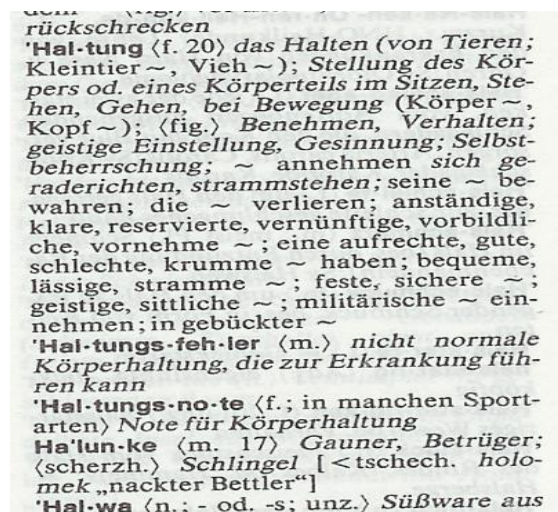 rückschrecken
'Hal·tung ⟨f. 20⟩ das Halten (von Tieren;
Kleintier ~, Vieh ~); Stellung des Kör-
pers od. eines Körperteils im Sitzen, Ste-
hen, Gehen, bei Bewegung (Körper ~,
Kopf ~); ⟨fig.⟩ Benehmen, Verhalten;
geistige Einstellung, Gesinnung; Selbst-
beherrschung; ~ annehmen sich ge-
raderichten, strammstehen; seine ~ be-
wahren; die ~ verlieren; anständige,
klare, reservierte, vernünftige, vorbildli-
che, vornehme ~; eine aufrechte, gute,
schlechte, krumme ~ haben; bequeme,
lässige, stramme ~; feste, sichere ~;
geistige, sittliche ~; militärische ~ ein-
nehmen; in gebückter
'Hal·tungs·feh·ler ⟨m.⟩ nicht normale
Körperhaltung, die zur Erkrankung füh-
ren kann
'Hal·tungs·no·te ⟨f.; in manchen Sport-
arten⟩ Note für Körperhaltung
Ha'lun·ke ⟨m. 17⟩ Gauner, Betrüger;
⟨scherzh.⟩ Schlingel [<tschech. holo-
mek „nackter Bettler"]
'Hal·wa ⟨n.; - od. -s; unz.⟩ Süßware aus